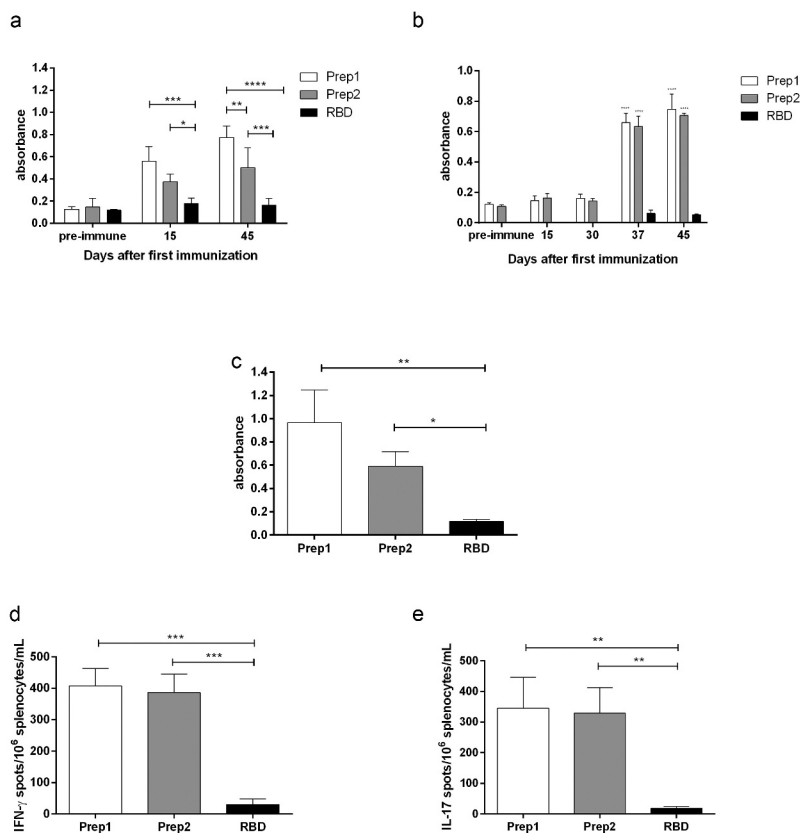 a
1.4
1.2
1.0
0.8
0.6
0.4
0.2
0.0
absorbance
***
*
****
**
***
Prep1
Prep2
RBD
pre-immune 15 45
Days after first immunization
b
1.0
0.8
0.6
0.4
0.2
0.0
absorbance
**** **** **** ****
Prep1
Prep2
RBD
pre-immune 15 30 37 45
Days after first immunization
c
1.4
1.2
1.0
0.8
0.6
0.4
0.2
0.0
absorbance
**
*
Prep1 Prep2 RBD
d
500
400
300
200
100
0
IFN-γ spots/10⁶ splenocytes/mL
***
***
Prep1 Prep2 RBD
e
500
400
300
200
100
0
IL-17 spots/10⁶ splenocytes/mL
**
**
Prep1 Prep2 RBD